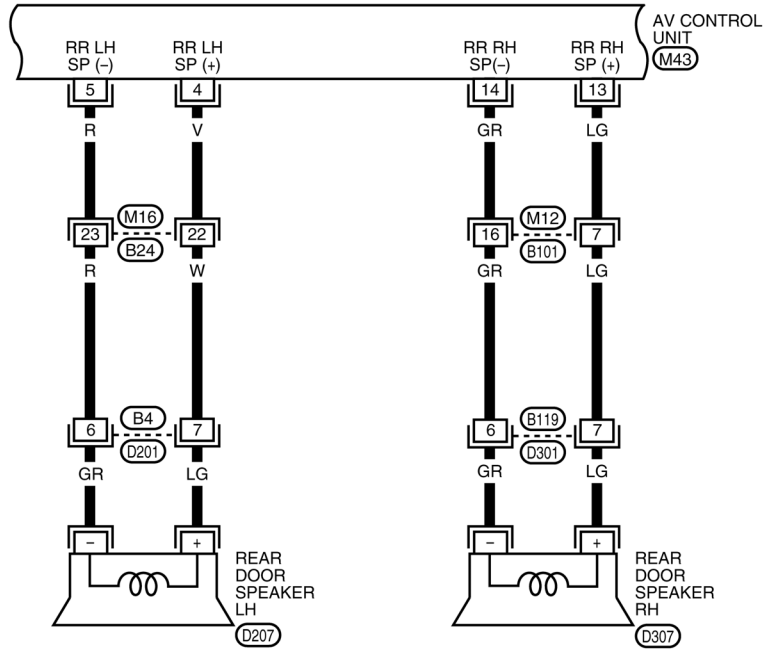 AV CONTROL
UNIT
M43
RR LH
SP (–)
RR LH
SP (+)
RR RH
SP(–)
RR RH
SP (+)
5
4
14
13
R
V
GR
LG
M16
M12
23
22
16
7
B24
B101
R
W
GR
LG
B4
B119
6
7
6
7
D201
D301
GR
LG
GR
LG
–
+
–
+
REAR
DOOR
SPEAKER
LH
D207
REAR
DOOR
SPEAKER
RH
D307